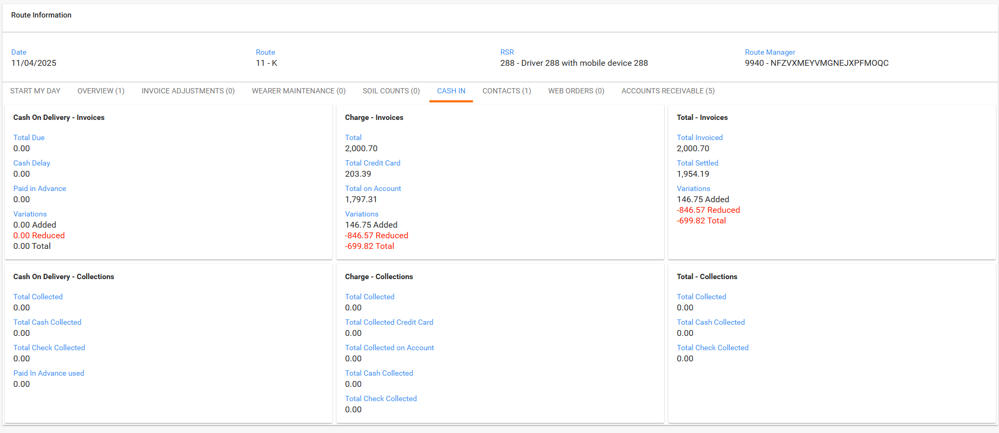 Route Information
Date
11/04/2025
Route
11 - K
RSR
288 - Driver 288 with mobile device 288
Route Manager
9940 - NFZVXMEYVMGNEJXPFMOQC
START MY DAY
OVERVIEW (1)
INVOICE ADJUSTMENTS (0)
WEARER MAINTENANCE (0)
SOIL COUNTS (0)
CASH IN
CONTACTS (1)
WEB ORDERS (0)
ACCOUNTS RECEIVABLE (5)
Cash On Delivery - Invoices
Total Due
0.00
Cash Delay
0.00
Paid in Advance
0.00
Variations
0.00 Added
0.00 Reduced
0.00 Total
Charge - Invoices
Total
2,000.70
Total Credit Card
203.39
Total on Account
1,797.31
Variations
146.75 Added
-846.57 Reduced
-699.82 Total
Total - Invoices
Total Invoiced
2,000.70
Total Settled
1,954.19
Variations
146.75 Added
-846.57 Reduced
-699.82 Total
Cash On Delivery - Collections
Total Collected
0.00
Total Cash Collected
0.00
Total Check Collected
0.00
Paid In Advance used
0.00
Charge - Collections
Total Collected
0.00
Total Collected Credit Card
0.00
Total Collected on Account
0.00
Total Cash Collected
0.00
Total Check Collected
0.00
Total - Collections
Total Collected
0.00
Total Cash Collected
0.00
Total Check Collected
0.00